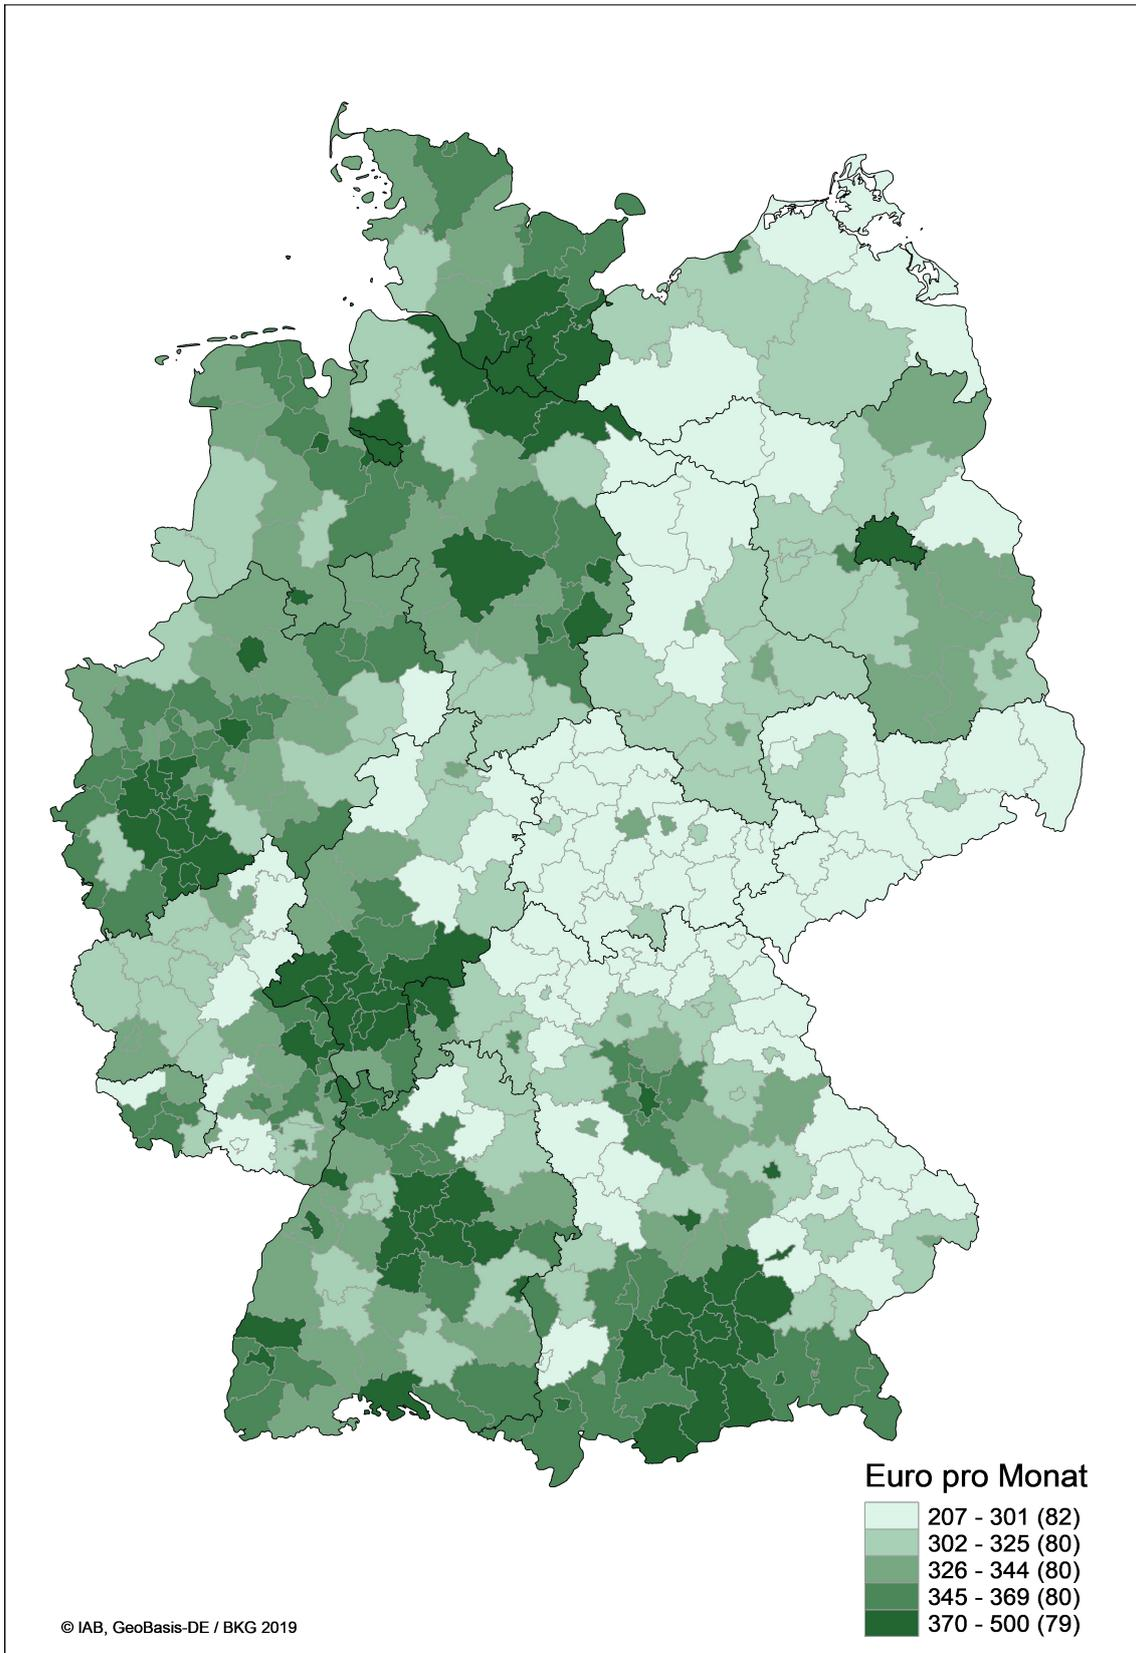 Euro pro Monat
207 - 301 (82)
302 - 325 (80)
326 - 344 (80)
345 - 369 (80)
370 - 500 (79)
© IAB, GeoBasis-DE / BKG 2019